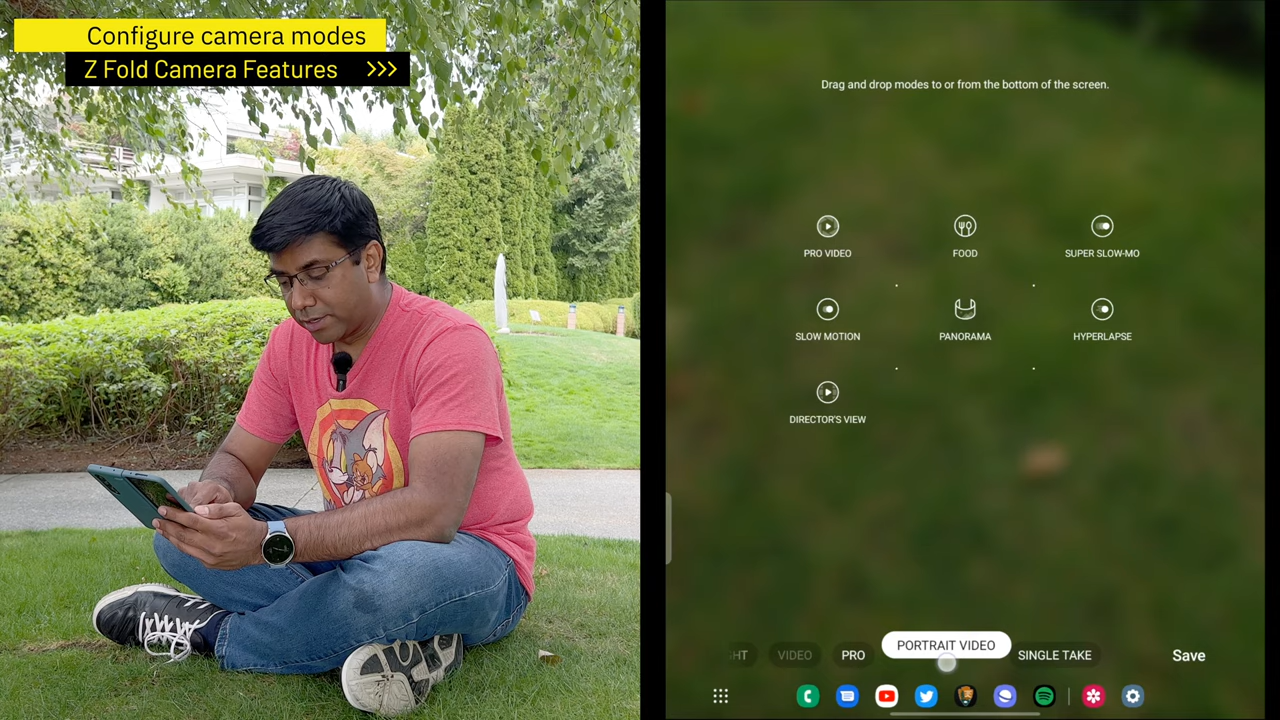 Configure camera modes
Z Fold Camera Features >>>
Drag and drop modes to or from the bottom of the screen.
PRO VIDEO
FOOD
SUPER SLOW-MO
SLOW MOTION
PANORAMA
HYPERLAPSE
DIRECTOR'S VIEW
HT
VIDEO
PRO
PORTRAIT VIDEO
SINGLE TAKE
Save